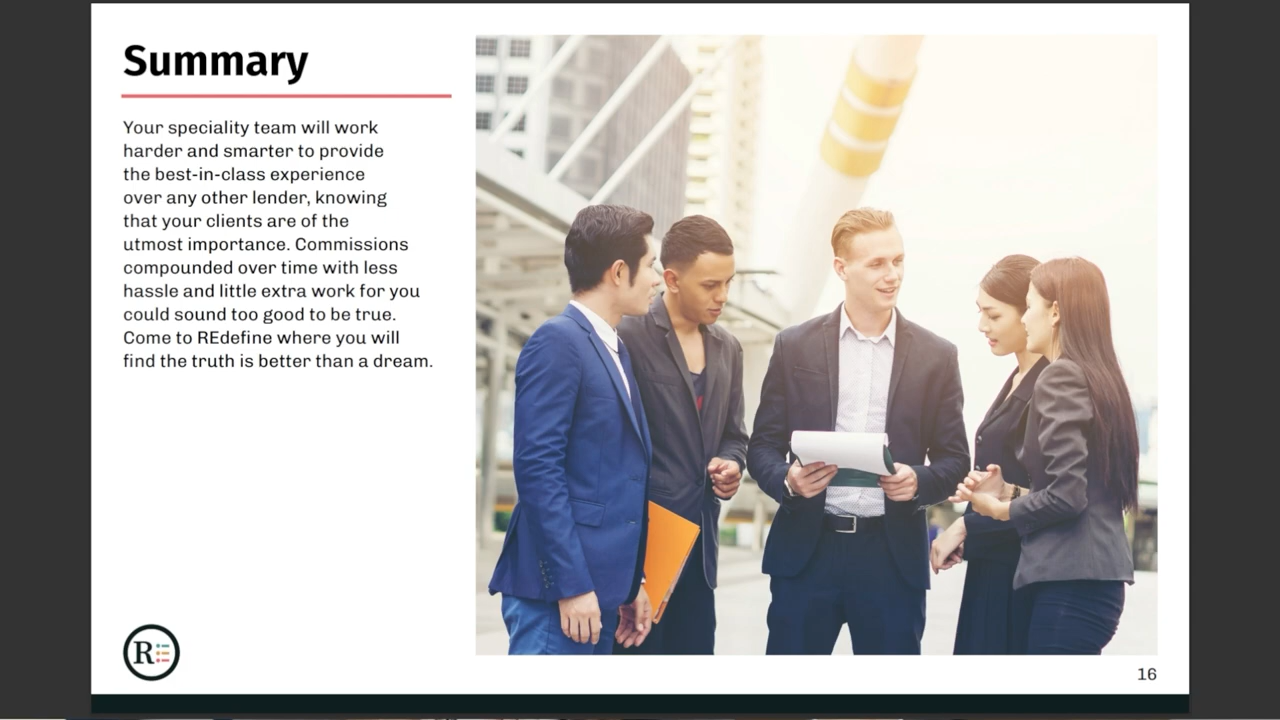 Summary
Your speciality team will work
harder and smarter to provide
the best-in-class experience
over any other lender, knowing
that your clients are of the
utmost importance. Commissions
compounded over time with less
hassle and little extra work for you
could sound too good to be true.
Come to REdefine where you will
find the truth is better than a dream.
R
16